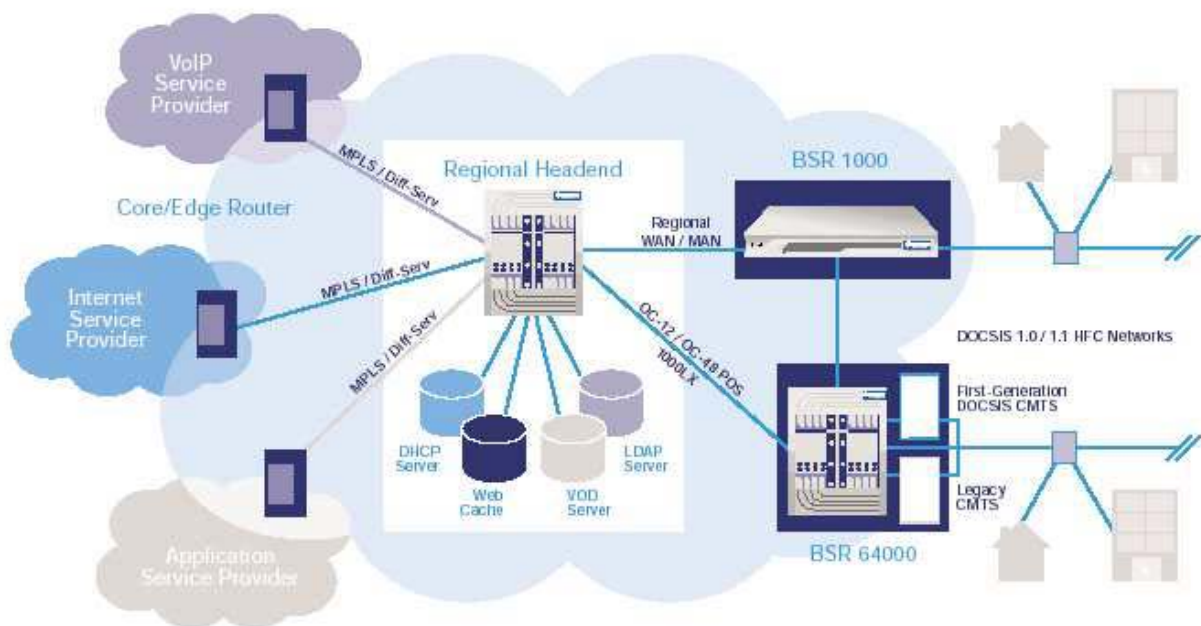 VoIP
Service
Provider
Core/Edge Router
Internet
Service
Provider
Application
Service Provider
MPLS / Diff-Serv
MPLS / Diff-Serv
MPLS / Diff-Serv
Regional Headend
DHCP
Server
Web
Cache
VOD
Server
LDAP
Server
Regional
WAN / MAN
OC-12 / OC-48 POS
1000LX
BSR 1000
DOCSIS 1.0 / 1.1 HFC Networks
First-Generation
DOCSIS CMTS
Legacy
CMTS
BSR 64000